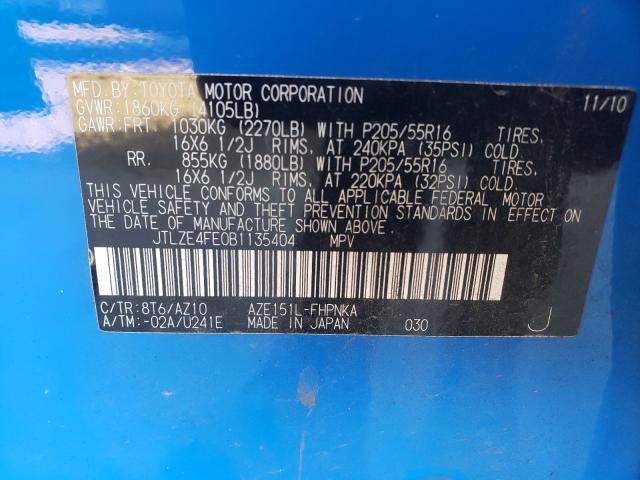 MFD. BY: TOYOTA MOTOR CORPORATION 11/10
GVWR: 1860KG (4105LB)
GAWR: FRT. 1030KG (2270LB) WITH P205/55R16 TIRES,
16X6 1/2J RIMS, AT 240KPA (35PSI) COLD.
RR. 855KG (1880LB) WITH P205/55R16 TIRES,
16X6 1/2J RIMS, AT 220KPA (32PSI) COLD.
THIS VEHICLE CONFORMS TO ALL APPLICABLE FEDERAL MOTOR
VEHICLE SAFETY AND THEFT PREVENTION STANDARDS IN EFFECT ON
THE DATE OF MANUFACTURE SHOWN ABOVE.
JTLZE4FE0B1135404 MPV
C/TR: 8T6/AZ10 AZE151L-FHPNKA
A/TM: -02A/U241E MADE IN JAPAN 030 J